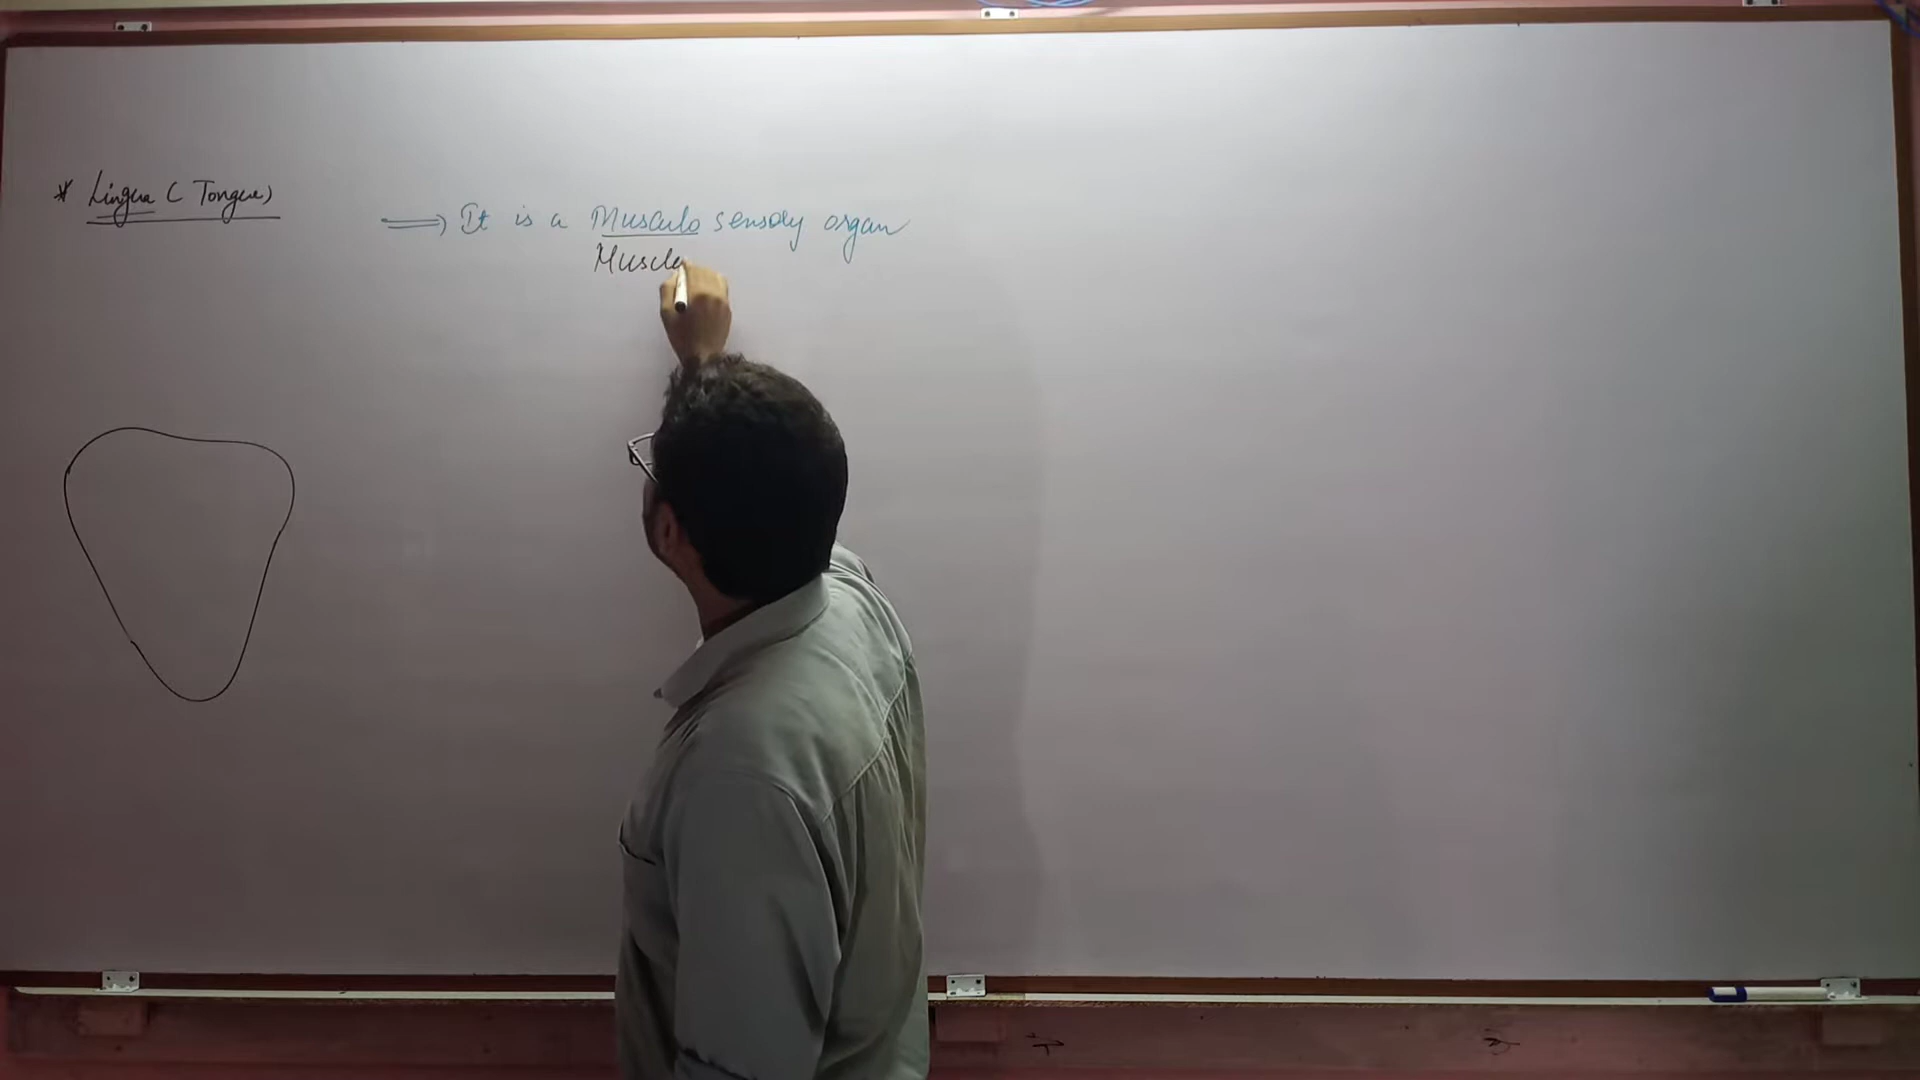 * Lingua (Tongue)
⟹ It is a Musculo sensory organ
Muscle